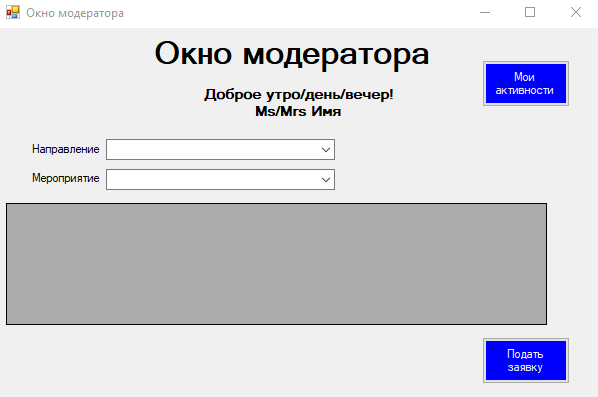 Окно модератора
Окно модератора
Мои
активности
Доброе утро/день/вечер!
Ms/Mrs Имя
Направление
Мероприятие
Подать
заявку